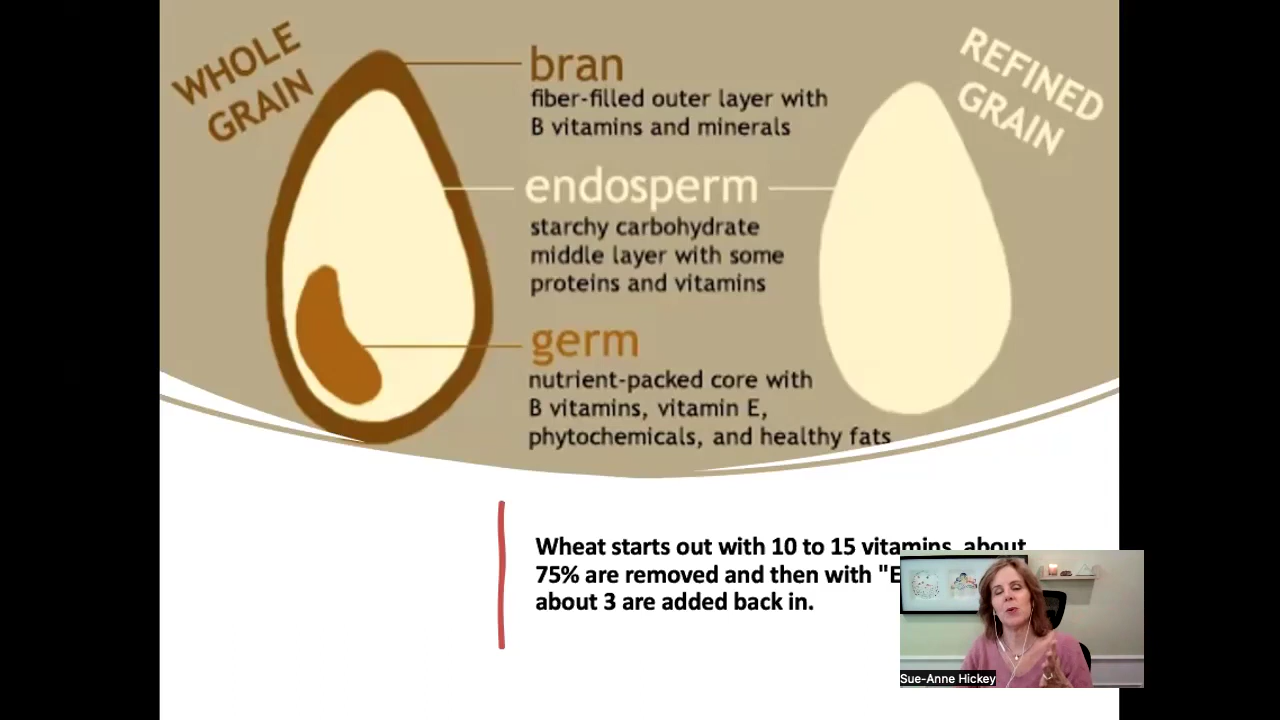 WHOLE
GRAIN
bran
fiber-filled outer layer with
B vitamins and minerals
endosperm
starchy carbohydrate
middle layer with some
proteins and vitamins
germ
nutrient-packed core with
B vitamins, vitamin E,
phytochemicals, and healthy fats
REFINED
GRAIN
Wheat starts out with 10 to 15 vitamins, about
75% are removed and then with
about 3 are added back in.
Sue-Anne Hickey